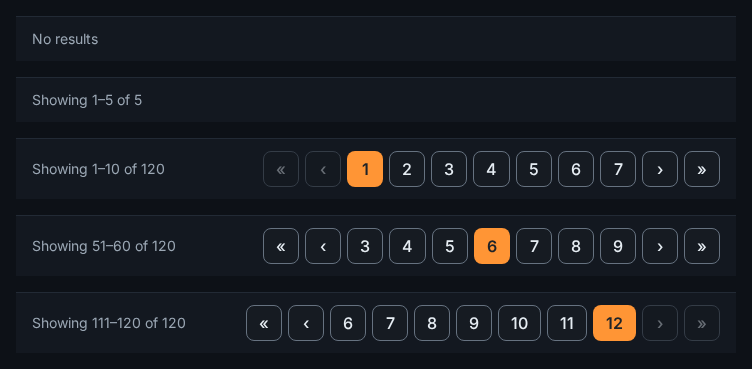 No results
Showing 1–5 of 5
Showing 1–10 of 120 « ‹ 1 2 3 4 5 6 7 › »
Showing 51–60 of 120 « ‹ 3 4 5 6 7 8 9 › »
Showing 111–120 of 120 « ‹ 6 7 8 9 10 11 12 › »